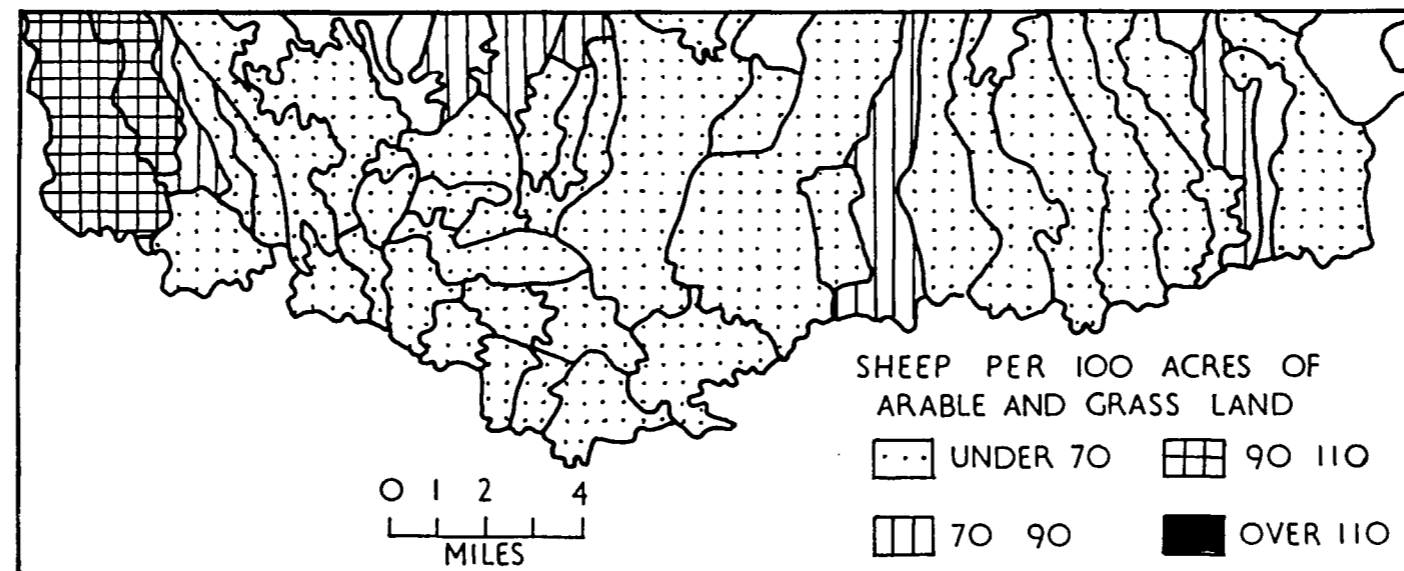 SHEEP PER 100 ACRES OF
ARABLE AND GRASS LAND
UNDER 70 90 110
70 90 OVER 110
0 1 2 4
MILES